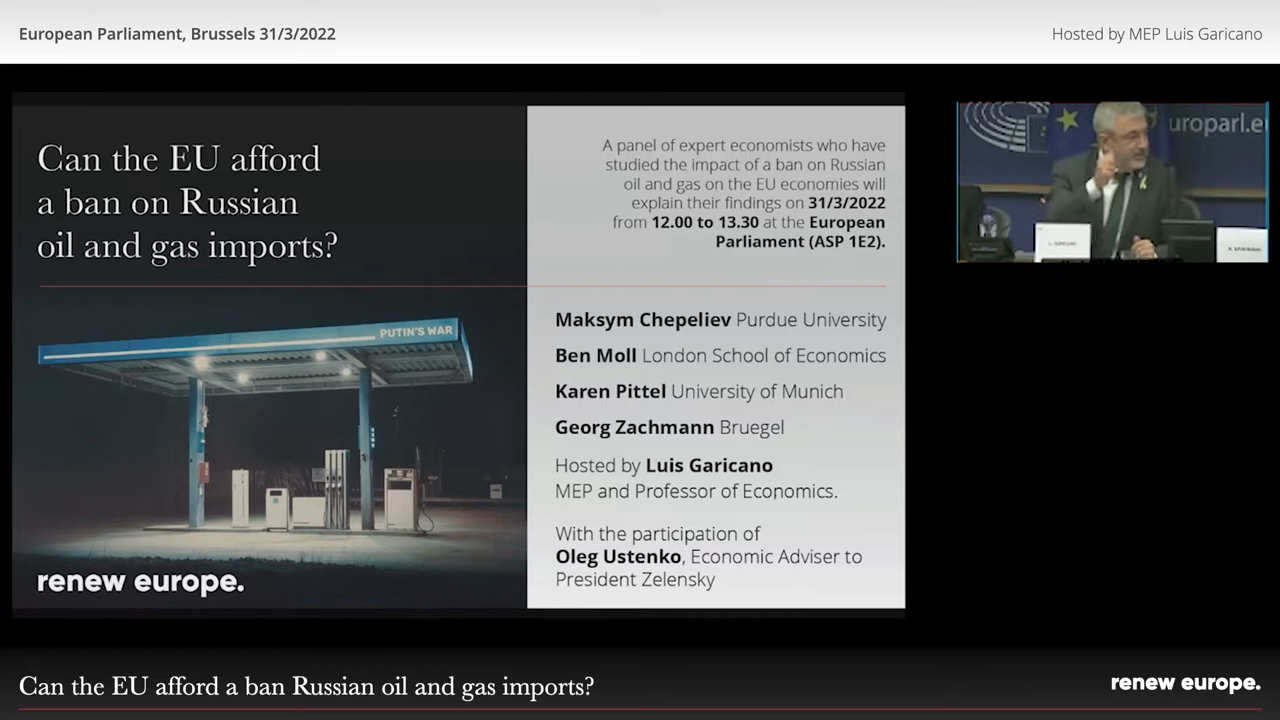 European Parliament, Brussels 31/3/2022
Hosted by MEP Luis Garicano
Can the EU afford
a ban on Russian
oil and gas imports?
PUTIN'S WAR
renew europe.
A panel of expert economists who have
studied the impact of a ban on Russian
oil and gas on the EU economies will
explain their findings on 31/3/2022
from 12.00 to 13.30 at the European
Parliament (ASP 1E2).
Maksym Chepeliev Purdue University
Ben Moll London School of Economics
Karen Pittel University of Munich
Georg Zachmann Bruegel
Hosted by Luis Garicano
MEP and Professor of Economics.
With the participation of
Oleg Ustenko, Economic Adviser to
President Zelensky
europarl.e
Can the EU afford a ban Russian oil and gas imports?
renew europe.